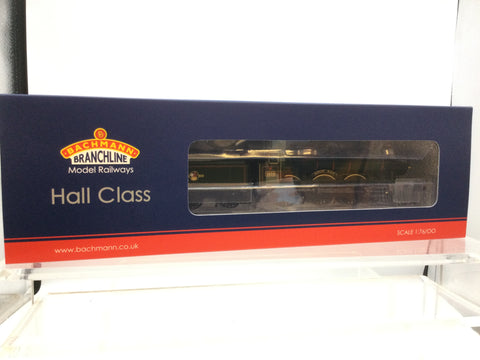 B
BACHMANN
BRANCHLINE
Model Railways
Hall Class
www.bachmann.co.uk
SCALE 1:76/OO